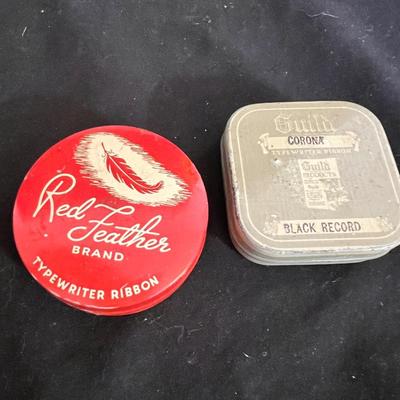 Red Feather
BRAND
TYPEWRITER RIBBON
Guild
CORONA
TYPEWRITER RIBBON
Guild
PRODUCTS
BLACK RECORD